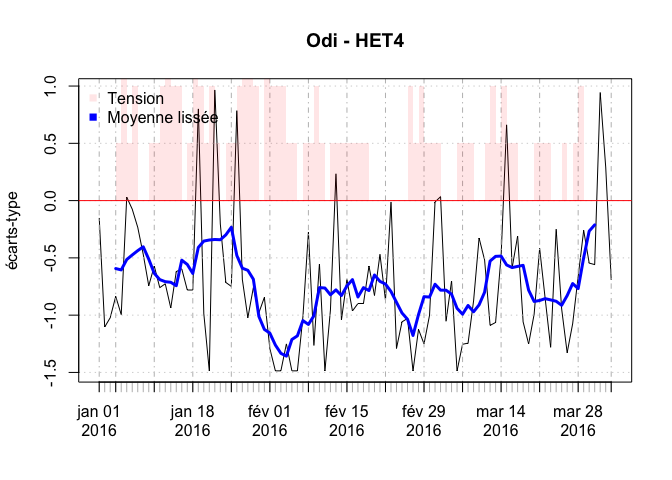 Odi - HET4
Tension
Moyenne lissée
écarts-type
1.0
0.5
0.0
-0.5
-1.0
-1.5
jan 01 2016
jan 18 2016
fév 01 2016
fév 15 2016
fév 29 2016
mar 14 2016
mar 28 2016